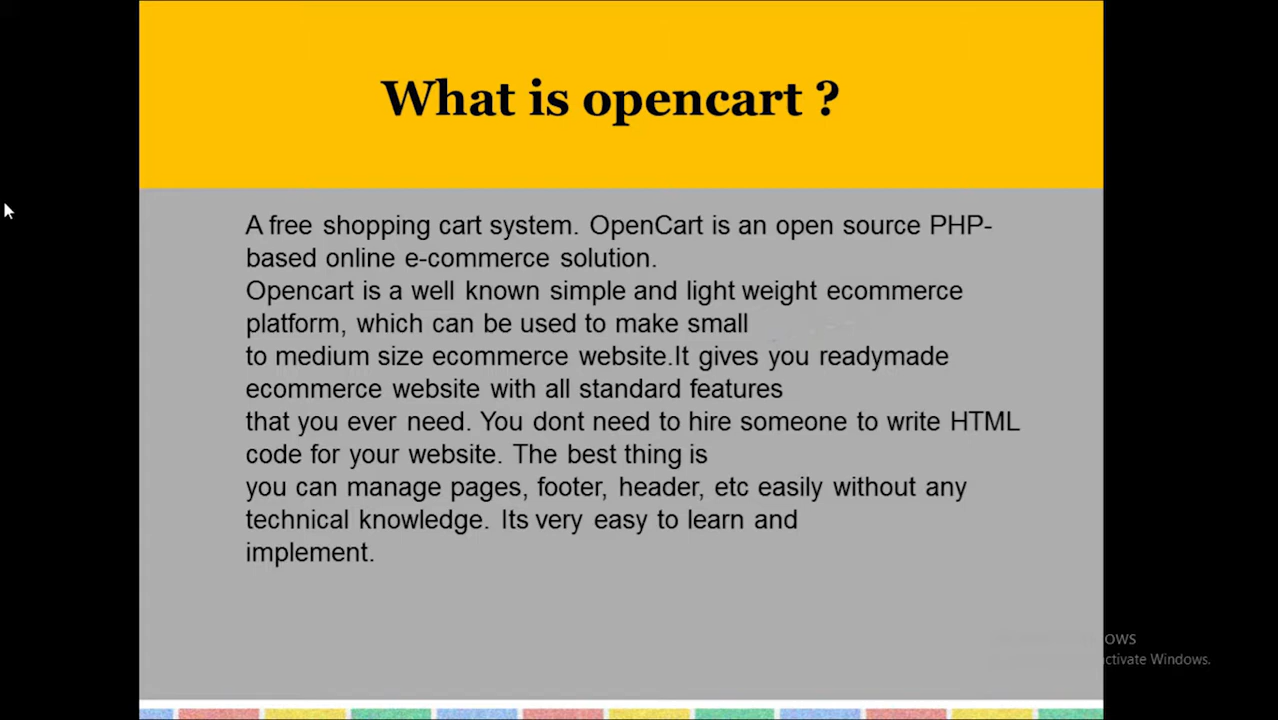 What is opencart ?
A free shopping cart system. OpenCart is an open source PHP-
based online e-commerce solution.
Opencart is a well known simple and light weight ecommerce
platform, which can be used to make small
to medium size ecommerce website.It gives you readymade
ecommerce website with all standard features
that you ever need. You dont need to hire someone to write HTML
code for your website. The best thing is
you can manage pages, footer, header, etc easily without any
technical knowledge. Its very easy to learn and
implement.
Windows.